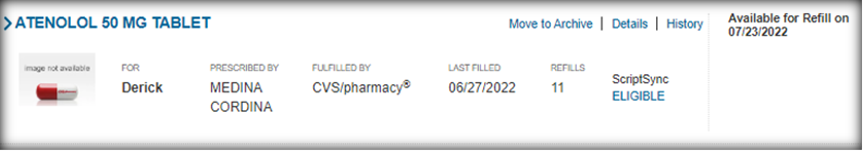 ATENOLOL 50 MG TABLET
Move to Archive | Details | History
Available for Refill on
07/23/2022
image not available
FOR
Derick
PRESCRIBED BY
MEDINA
CORDINA
FULFILLED BY
CVS/pharmacy®
LAST FILLED
06/27/2022
REFILLS
11
ScriptSync
ELIGIBLE